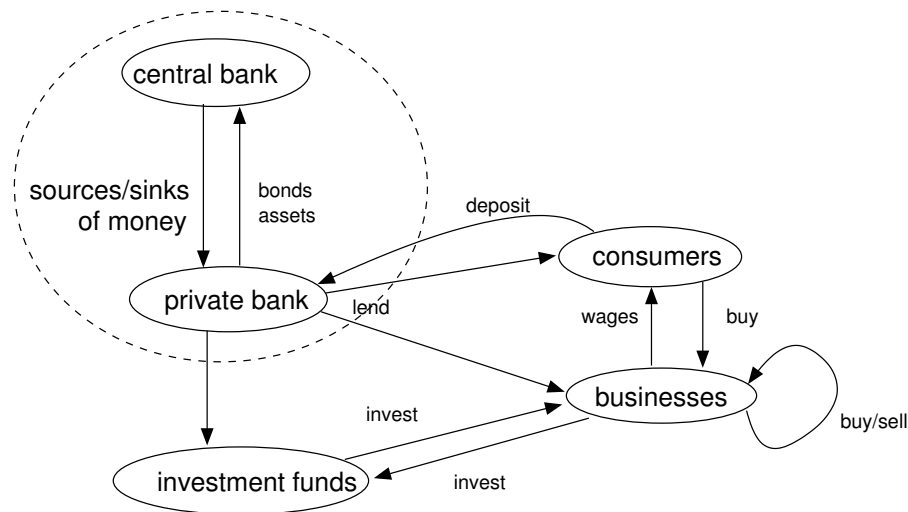 central bank
sources/sinks
of money
bonds
assets
deposit
consumers
private bank
lend
wages
buy
businesses
invest
buy/sell
investment funds
invest